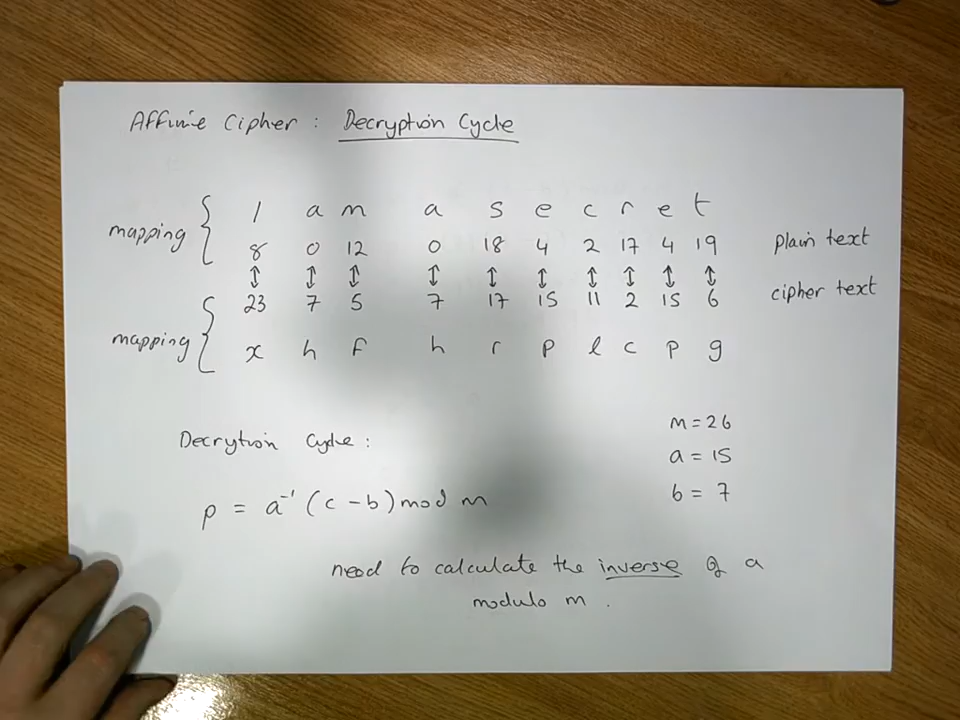 Affine Cipher : Decryption Cycle
mapping { I a m a s e c r e t
8 0 12 0 18 4 2 17 4 19 plain text
↕ ↕ ↕ ↕ ↕ ↕ ↕ ↕ ↕ ↕
23 7 5 7 17 15 11 2 15 6 cipher text
mapping { x h f h r p l c p g
m = 26
Decrytion Cycle :
a = 15
b = 7
p = a⁻¹ (c - b) mod m
need to calculate the inverse of a
modulo m .